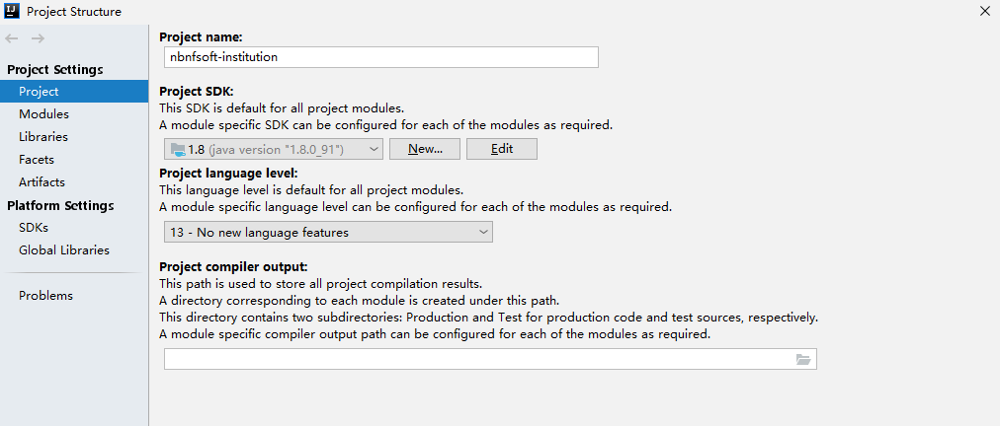 Project Structure
Project Settings
Project
Modules
Libraries
Facets
Artifacts
Platform Settings
SDKs
Global Libraries
Problems
Project name:
nbnfsoft-institution
Project SDK:
This SDK is default for all project modules.
A module specific SDK can be configured for each of the modules as required.
1.8 (java version "1.8.0_91") New... Edit
Project language level:
This language level is default for all project modules.
A module specific language level can be configured for each of the modules as required.
13 - No new language features
Project compiler output:
This path is used to store all project compilation results.
A directory corresponding to each module is created under this path.
This directory contains two subdirectories: Production and Test for production code and test sources, respectively.
A module specific compiler output path can be configured for each of the modules as required.